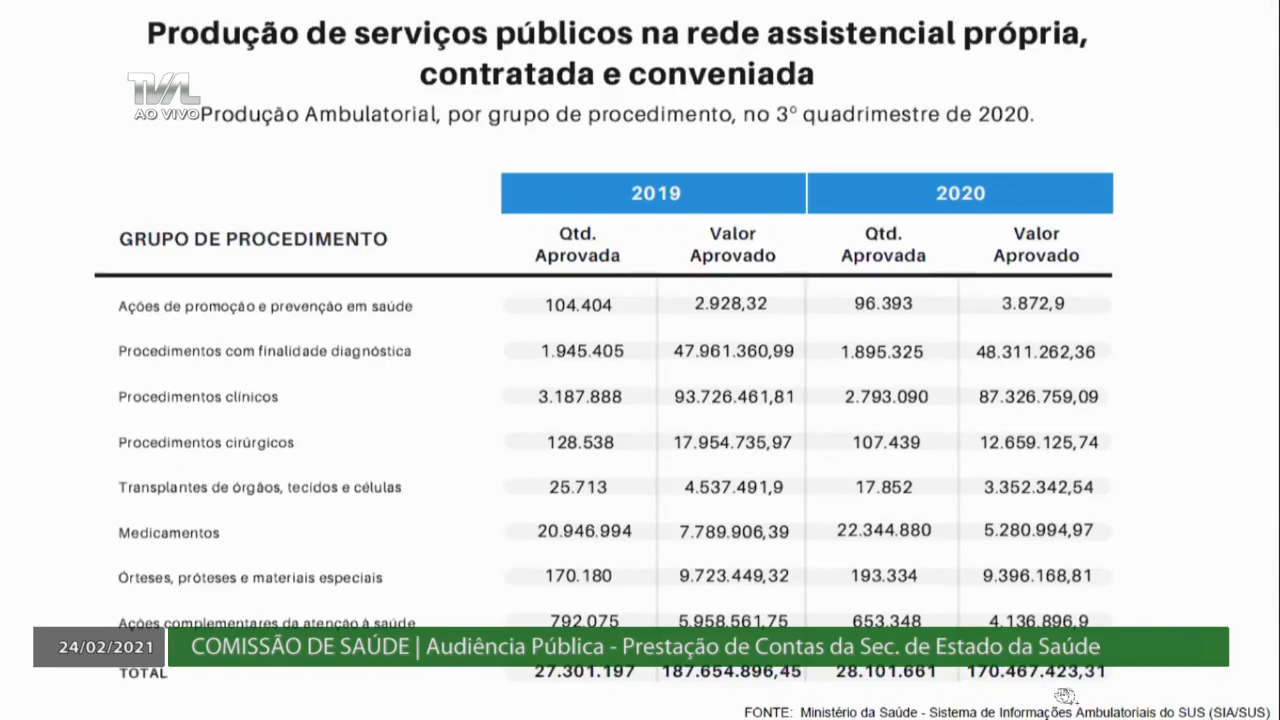 Produção de serviços públicos na rede assistencial própria,
contratada e conveniada
TVAL
AO VIVO
Produção Ambulatorial, por grupo de procedimento, no 3º quadrimestre de 2020.
2019 2020
GRUPO DE PROCEDIMENTO Qtd. Aprovada Valor Aprovado Qtd. Aprovada Valor Aprovado
Ações de promoção e prevenção em saúde 104.404 2.928,32 96.393 3.872,9
Procedimentos com finalidade diagnóstica 1.945.405 47.961.360,99 1.895.325 48.311.262,36
Procedimentos clínicos 3.187.888 93.726.461,81 2.793.090 87.326.759,09
Procedimentos cirúrgicos 128.538 17.954.735,97 107.439 12.659.125,74
Transplantes de órgãos, tecidos e células 25.713 4.537.491,9 17.852 3.352.342,54
Medicamentos 20.946.994 7.789.906,39 22.344.880 5.280.994,97
Órteses, próteses e materiais especiais 170.180 9.723.449,32 193.334 9.396.168,81
Ações complementares da atenção à saúde 792.075 5.958.561,75 653.348 4.136.896,9
24/02/2021 COMISSÃO DE SAÚDE | Audiência Pública - Prestação de Contas da Sec. de Estado da Saúde
TOTAL 27.301.197 187.654.896,45 28.101.661 170.467.423,31
FONTE: Ministério da Saúde - Sistema de Informações Ambulatoriais do SUS (SIA/SUS)